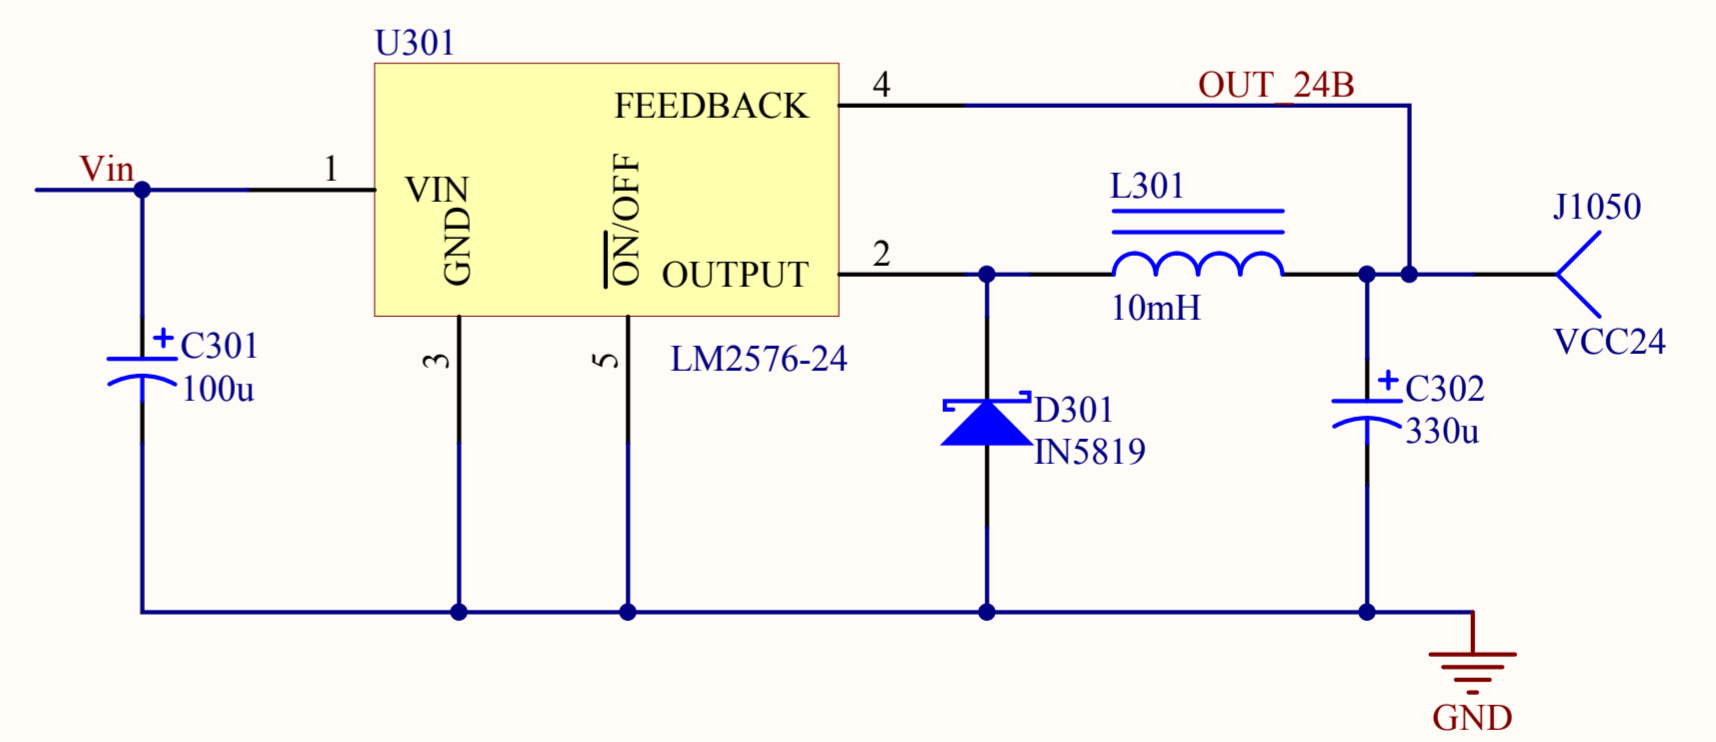 U301
FEEDBACK
4
OUT_24B
Vin
1
VIN
GND
ON/OFF
OUTPUT
2
L301
10mH
J1050
VCC24
3
5
LM2576-24
+
C301
100u
D301
IN5819
+
C302
330u
GND